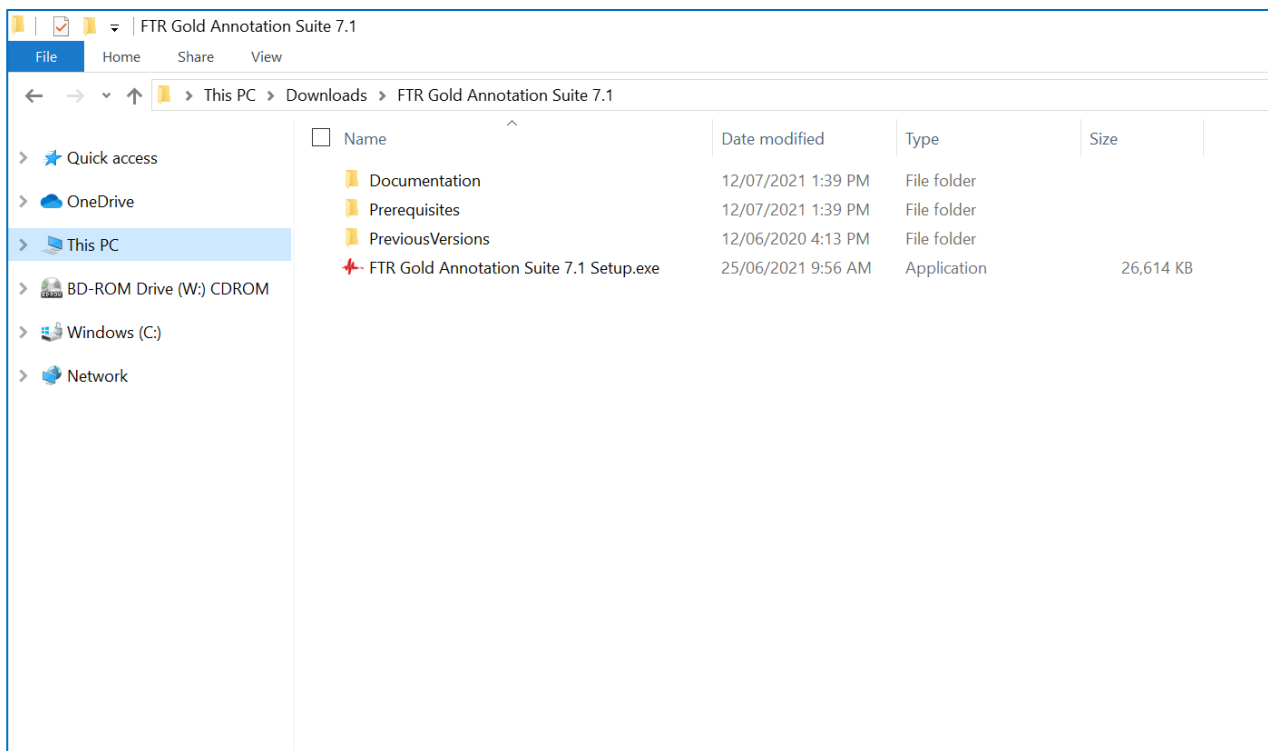 FTR Gold Annotation Suite 7.1
File Home Share View
This PC Downloads FTR Gold Annotation Suite 7.1
Name Date modified Type Size
Quick access
OneDrive
This PC
BD-ROM Drive (W:) CDROM
Windows (C:)
Network
Documentation 12/07/2021 1:39 PM File folder
Prerequisites 12/07/2021 1:39 PM File folder
PreviousVersions 12/06/2020 4:13 PM File folder
FTR Gold Annotation Suite 7.1 Setup.exe 25/06/2021 9:56 AM Application 26,614 KB